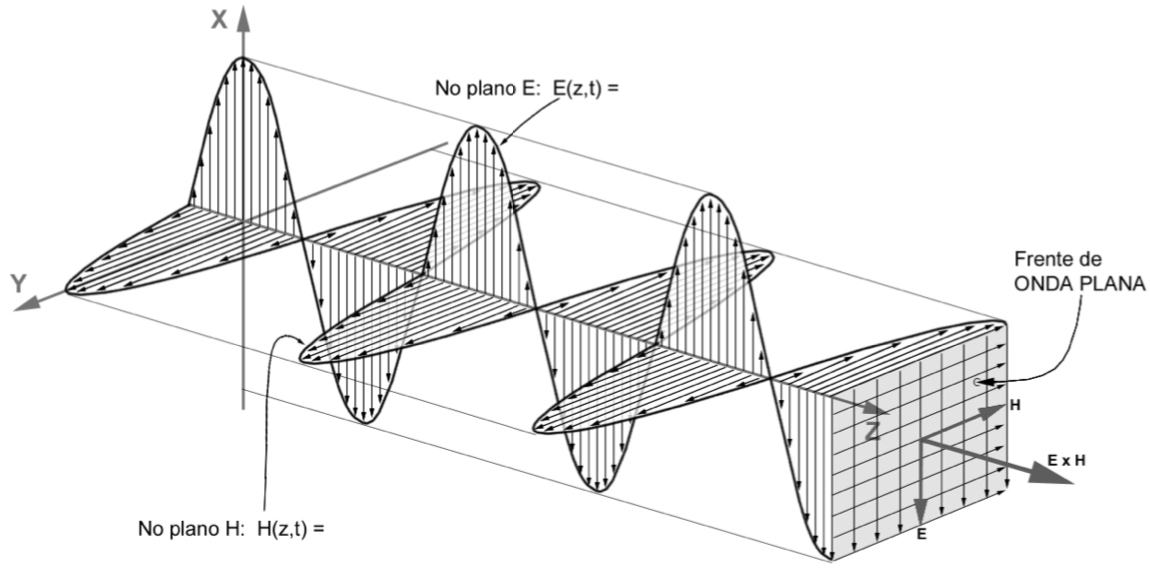 X
No plano E: E(z,t) =
Y
Frente de
ONDA PLANA
Z
H
E x H
E
No plano H: H(z,t) =